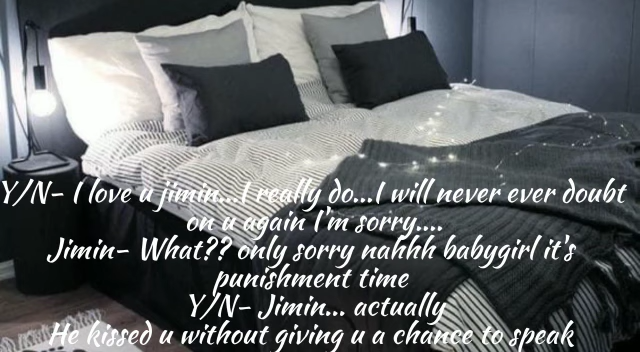 Y/N- I love u jimin...I really do...I will never ever doubt
on u again I'm sorry....
Jimin- What?? only sorry nahhh babygirl it's
punishment time
Y/N- Jimin... actually
He kissed u without giving u a chance to speak